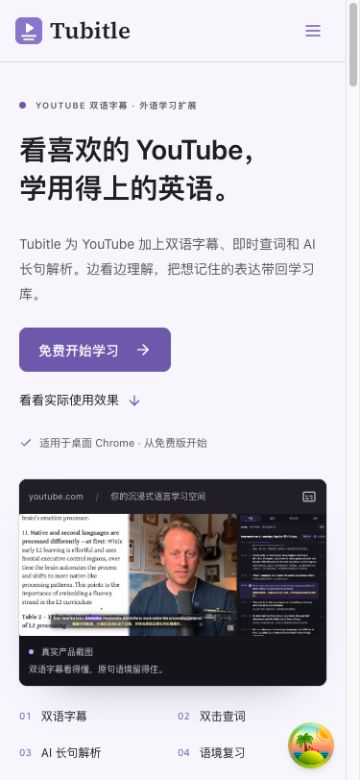 Tubitle
YOUTUBE 双语字幕 · 外语学习扩展
看喜欢的 YouTube，
学用得上的英语。
Tubitle 为 YouTube 加上双语字幕、即时查词和 AI
长句解析。边看边理解，把想记住的表达带回学习
库。
免费开始学习 →
看看实际使用效果 ↓
适用于桌面 Chrome · 从免费版开始
youtube.com / 你的沉浸式语言学习空间
brain's emotion processor.
11. Native and second languages are
processed differently —at first: While
early L2 learning is effortful and uses
frontal executive control regions, over
time the brain automates the process
and shifts to more native-like
processing patterns. This points to the
importance of embedding a fluency
strand in the L2 curriculum
Table 2 –
of L2 
真实产品截图
双语字幕看得懂，原句语境留得住。
01 双语字幕
02 双击查词
03 AI 长句解析
04 语境复习